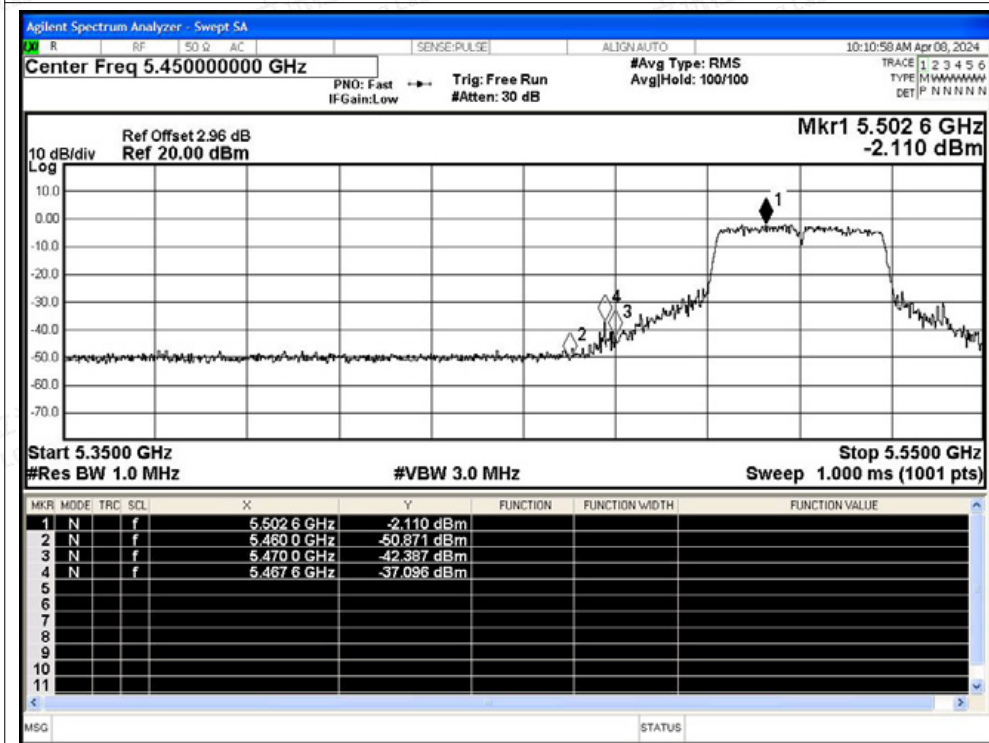 Agilent Spectrum Analyzer - Swept SA
LXI R RF 50 Ω AC SENSE:PULSE ALIGN AUTO 10:10:58 AM Apr 08, 2024
Center Freq 5.450000000 GHz #Avg Type: RMS TRACE 1 2 3 4 5 6
PNO: Fast Trig: Free Run Avg|Hold: 100/100 TYPE M WWWWW
IFGain:Low #Atten: 30 dB DET P N N N N N
Mkr1 5.502 6 GHz
Ref Offset 2.96 dB
10 dB/div Ref 20.00 dBm -2.110 dBm
Log
10.0
1
0.00
-10.0
-20.0
-30.0
4
3
-40.0
2
-50.0
-60.0
-70.0
Start 5.3500 GHz Stop 5.5500 GHz
#Res BW 1.0 MHz #VBW 3.0 MHz Sweep 1.000 ms (1001 pts)
MKR MODE TRC SCL X Y FUNCTION FUNCTION WIDTH FUNCTION VALUE
1 N f 5.502 6 GHz -2.110 dBm
2 N f 5.460 0 GHz -50.871 dBm
3 N f 5.470 0 GHz -42.387 dBm
4 N f 5.467 6 GHz -37.096 dBm
5
6
7
8
9
10
11
MSG STATUS